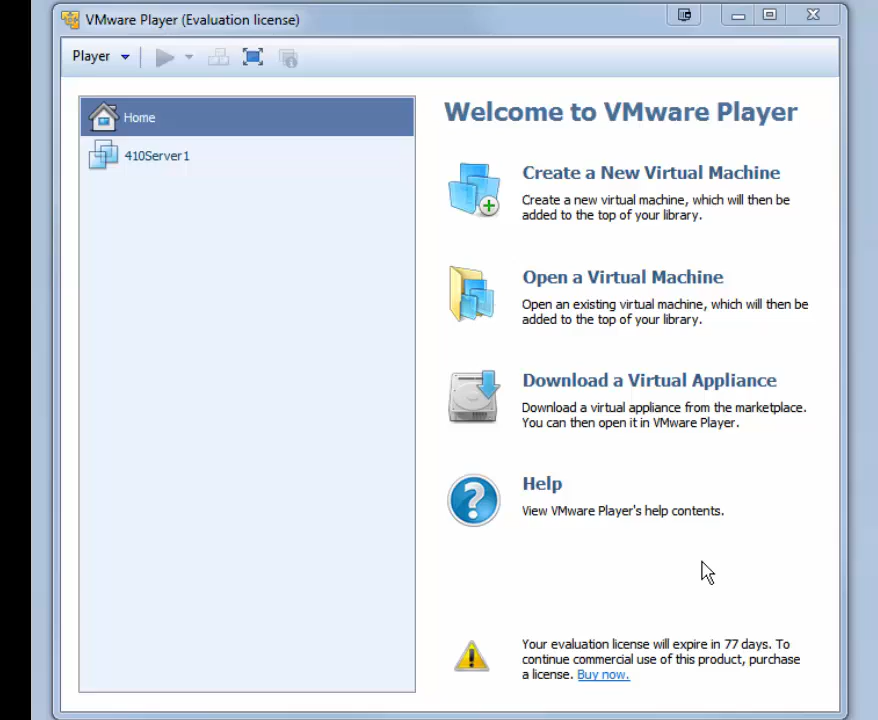 VMware Player (Evaluation license)
Player
Home
410Server1
Welcome to VMware Player
Create a New Virtual Machine
Create a new virtual machine, which will then be
added to the top of your library.
Open a Virtual Machine
Open an existing virtual machine, which will then be
added to the top of your library.
Download a Virtual Appliance
Download a virtual appliance from the marketplace.
You can then open it in VMware Player.
Help
View VMware Player's help contents.
Your evaluation license will expire in 77 days. To
continue commercial use of this product, purchase
a license. Buy now.